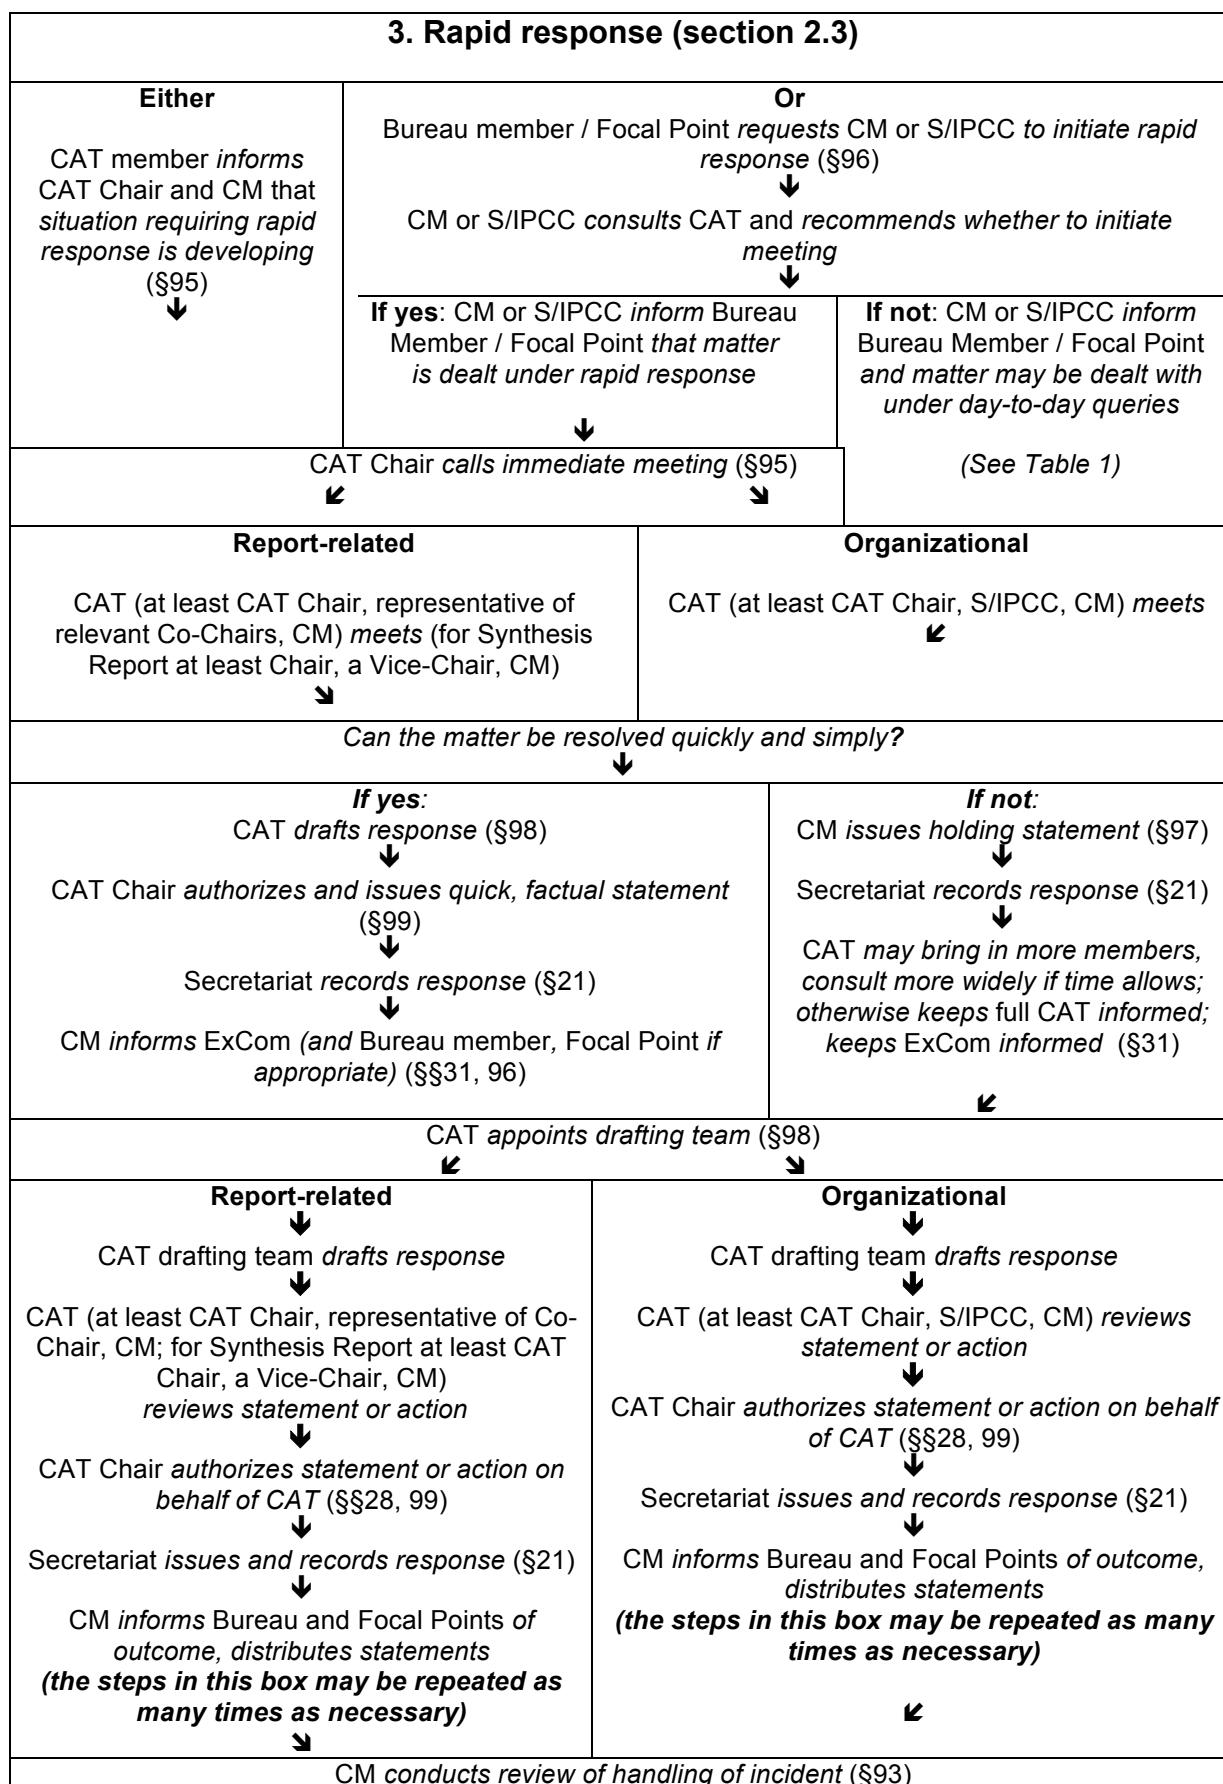 3. Rapid response (section 2.3)
Either
CAT member informs
CAT Chair and CM that
situation requiring rapid
response is developing
(§95)
🡻
Or
Bureau member / Focal Point requests CM or S/IPCC to initiate rapid
response (§96)
🡻
CM or S/IPCC consults CAT and recommends whether to initiate
meeting
🡻
If yes: CM or S/IPCC inform Bureau
Member / Focal Point that matter
is dealt under rapid response
🡻
If not: CM or S/IPCC inform
Bureau Member / Focal Point
and matter may be dealt with
under day-to-day queries
(See Table 1)
CAT Chair calls immediate meeting (§95)
🡿 🡾
Report-related
CAT (at least CAT Chair, representative of
relevant Co-Chairs, CM) meets (for Synthesis
Report at least Chair, a Vice-Chair, CM)
🡾
Organizational
CAT (at least CAT Chair, S/IPCC, CM) meets
🡿
Can the matter be resolved quickly and simply?
🡻
If yes:
CAT drafts response (§98)
🡻
CAT Chair authorizes and issues quick, factual statement
(§99)
🡻
Secretariat records response (§21)
🡻
CM informs ExCom (and Bureau member, Focal Point if
appropriate) (§§31, 96)
If not:
CM issues holding statement (§97)
🡻
Secretariat records response (§21)
🡻
CAT may bring in more members,
consult more widely if time allows;
otherwise keeps full CAT informed;
keeps ExCom informed (§31)
🡿
CAT appoints drafting team (§98)
🡿 🡾
Report-related
🡻
CAT drafting team drafts response
🡻
CAT (at least CAT Chair, representative of Co-
Chair, CM; for Synthesis Report at least CAT
Chair, a Vice-Chair, CM)
reviews statement or action
🡻
CAT Chair authorizes statement or action on
behalf of CAT (§§28, 99)
🡻
Secretariat issues and records response (§21)
🡻
CM informs Bureau and Focal Points of
outcome, distributes statements
(the steps in this box may be repeated as
many times as necessary)
🡾
Organizational
🡻
CAT drafting team drafts response
🡻
CAT (at least CAT Chair, S/IPCC, CM) reviews
statement or action
🡻
CAT Chair authorizes statement or action on behalf
of CAT (§§28, 99)
🡻
Secretariat issues and records response (§21)
🡻
CM informs Bureau and Focal Points of outcome,
distributes statements
(the steps in this box may be repeated as many
times as necessary)
🡿
CM conducts review of handling of incident (§93)